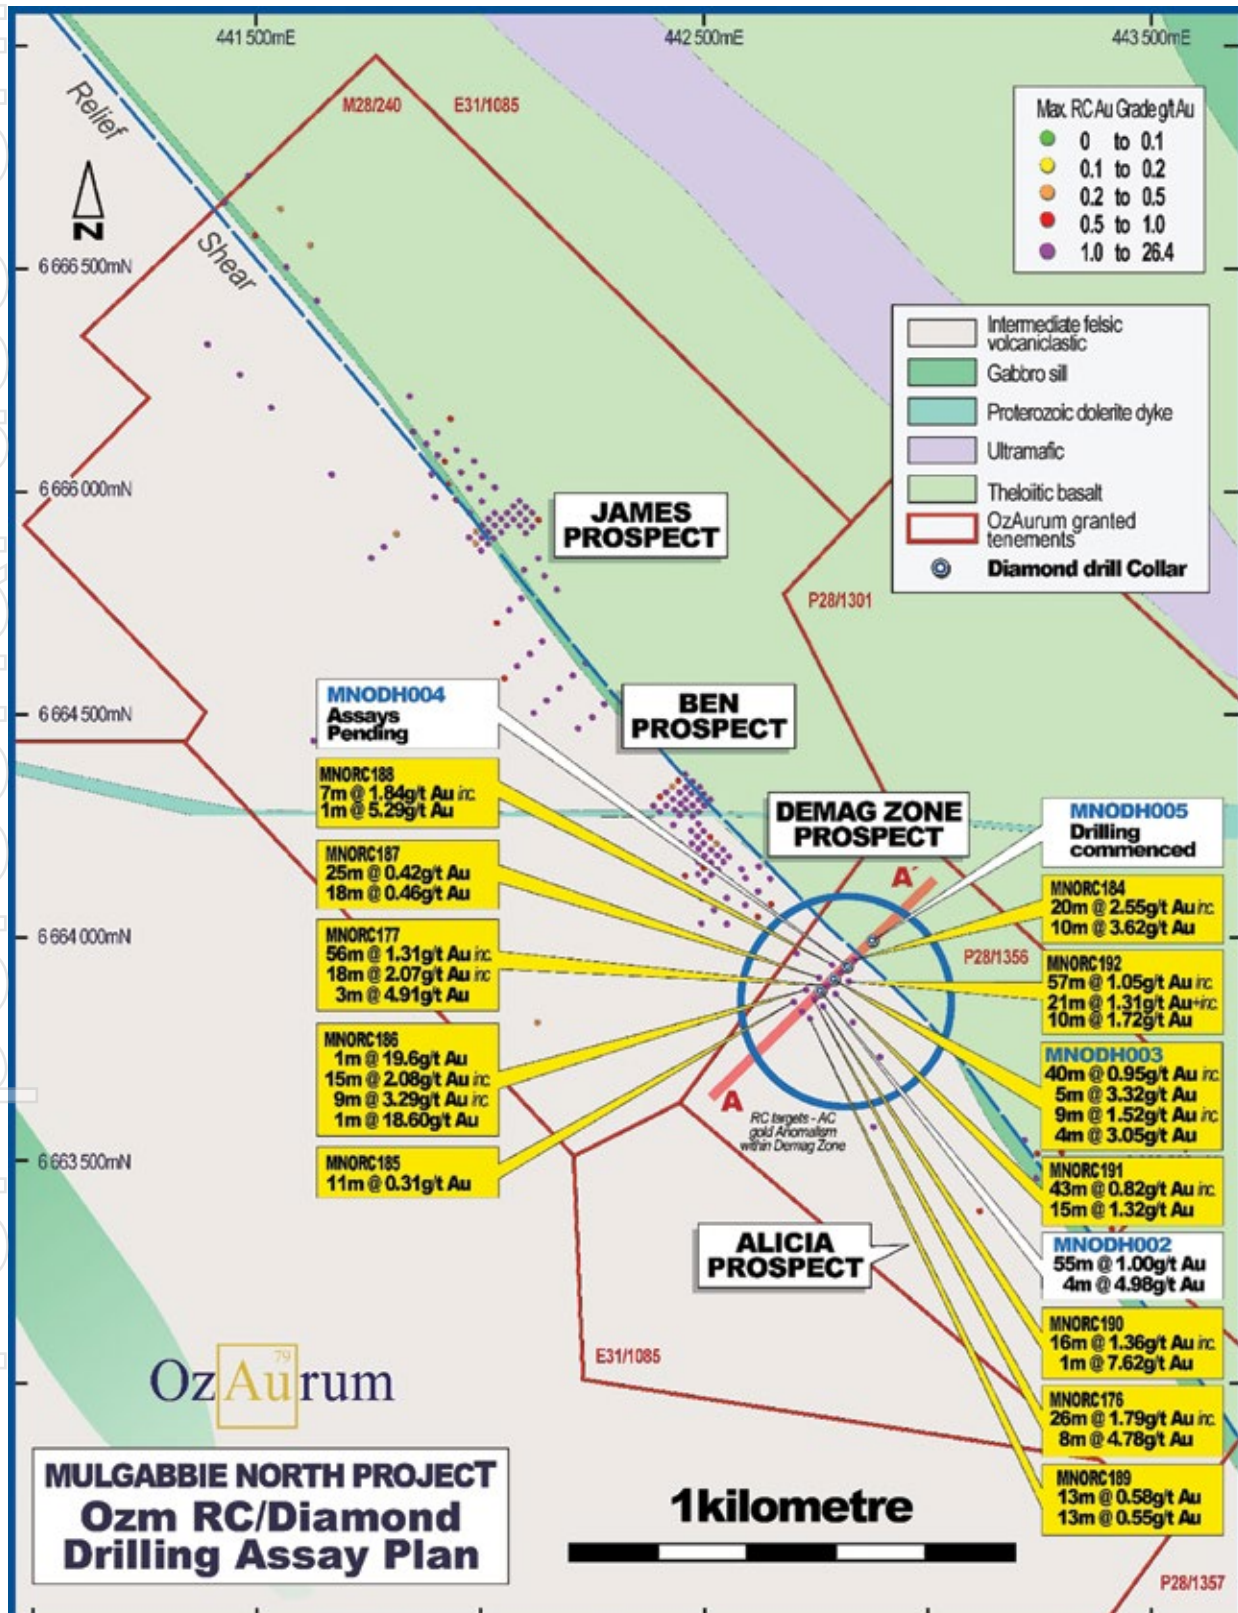 441 500mE
442 500mE
443 500mE
Relief
Shear
M28/240
E31/1085
N
Max. RC Au Grade g/t Au
0 to 0.1
0.1 to 0.2
0.2 to 0.5
0.5 to 1.0
1.0 to 26.4
6 666 500mN
Intermediate felsic
volcaniclastic
Gabbro sill
Proterozoic dolerite dyke
Ultramafic
Theloiitic basalt
OzAurum granted
tenements
Diamond drill Collar
6 666 000mN
JAMES
PROSPECT
P28/1301
6 664 500mN
MNODH004
Assays
Pending
BEN
PROSPECT
MNORC188
7m @ 1.84g/t Au inc.
1m @ 5.29g/t Au
DEMAG ZONE
PROSPECT
MNODH005
Drilling
commenced
MNORC187
25m @ 0.42g/t Au
18m @ 0.46g/t Au
A'
MNORC184
20m @ 2.55g/t Au inc.
10m @ 3.62g/t Au
6 664 000mN
MNORC177
56m @ 1.31g/t Au inc.
18m @ 2.07g/t Au inc
3m @ 4.91g/t Au
P28/1356
MNORC192
57m @ 1.05g/t Au inc.
21m @ 1.31g/t Au+inc.
10m @ 1.72g/t Au
MNORC186
1m @ 19.6g/t Au
15m @ 2.08g/t Au inc.
9m @ 3.29g/t Au inc
1m @ 18.60g/t Au
MNODH003
40m @ 0.95g/t Au inc.
5m @ 3.32g/t Au
9m @ 1.52g/t Au inc
4m @ 3.05g/t Au
A
RC targets - AC
gold Anomalism
within Demag Zone
6 663 500mN
MNORC185
11m @ 0.31g/t Au
MNORC191
43m @ 0.82g/t Au inc.
15m @ 1.32g/t Au
ALICIA
PROSPECT
MNODH002
55m @ 1.00g/t Au
4m @ 4.98g/t Au
MNORC190
16m @ 1.36g/t Au inc.
1m @ 7.62g/t Au
E31/1085
79
OzAurum
MNORC176
26m @ 1.79g/t Au inc.
8m @ 4.78g/t Au
MNORC189
13m @ 0.58g/t Au
13m @ 0.55g/t Au
MULGABBIE NORTH PROJECT
Ozm RC/Diamond
Drilling Assay Plan
1kilometre
P28/1357